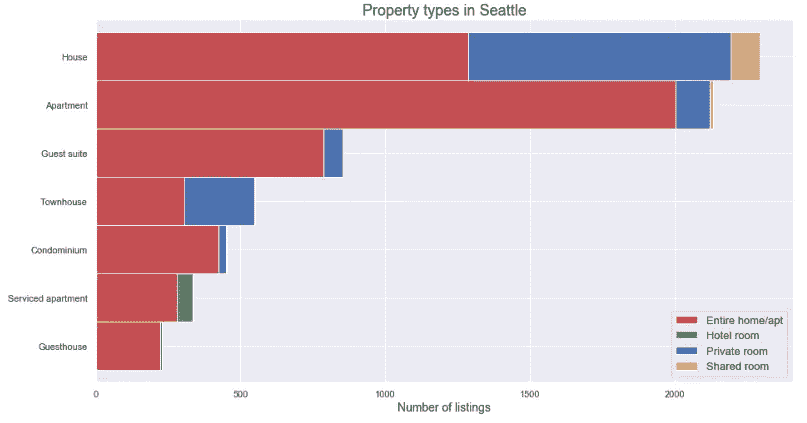 Property types in Seattle
House
Apartment
Guest suite
Townhouse
Condominium
Serviced apartment
Guesthouse
0 500 1000 1500 2000
Number of listings
Entire home/apt
Hotel room
Private room
Shared room